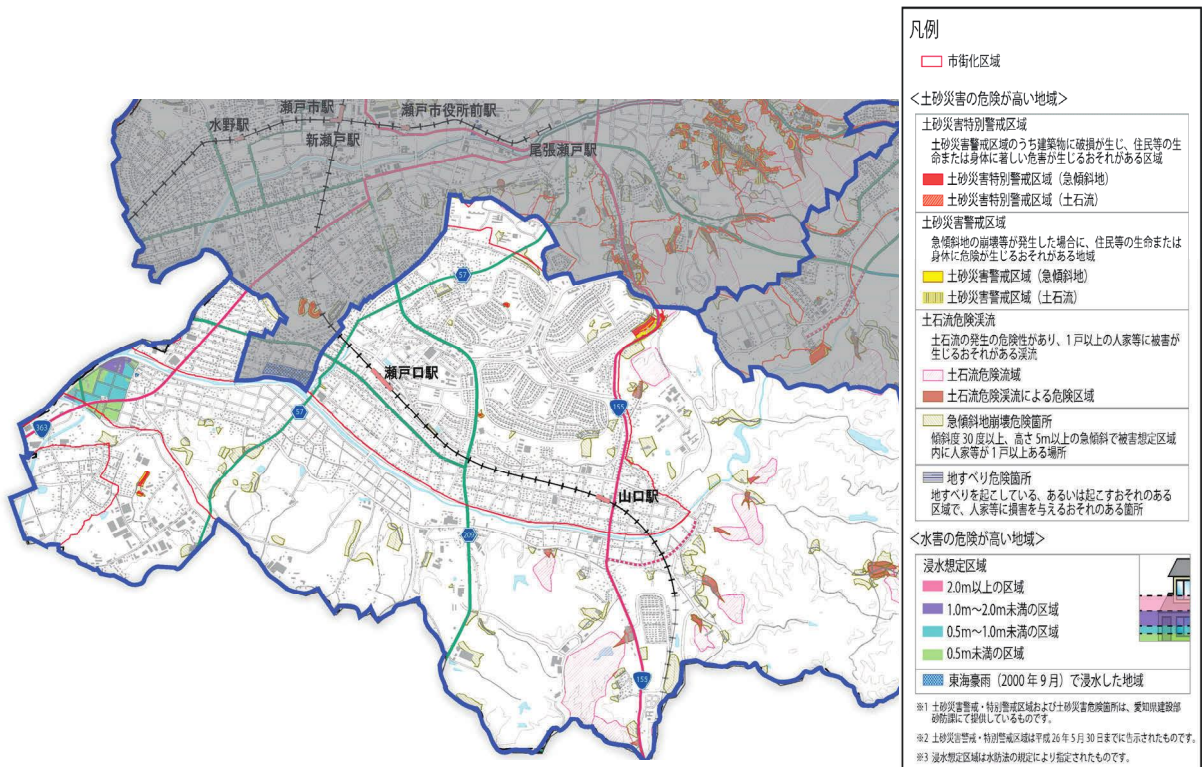 瀬戸市駅
瀬戸市役所前駅
水野駅
新瀬戸駅
尾張瀬戸駅
57
瀬戸口駅
363
57
155
山口駅
209
155
凡例
市街化区域
<土砂災害の危険が高い地域>
土砂災害特別警戒区域
土砂災害警戒区域のうち建築物に破損が生じ、住民等の生
命または身体に著しい危害が生じるおそれがある区域
土砂災害特別警戒区域（急傾斜地）
土砂災害特別警戒区域（土石流）
土砂災害警戒区域
急傾斜地の崩壊等が発生した場合に、住民等の生命または
身体に危険が生じるおそれがある地域
土砂災害警戒区域（急傾斜地）
土砂災害警戒区域（土石流）
土石流危険渓流
土石流の発生の危険性があり、1戸以上の人家等に被害が
生じるおそれがある渓流
土石流危険流域
土石流危険渓流による危険区域
急傾斜地崩壊危険箇所
傾斜度 30 度以上、高さ 5m以上の急傾斜で被害想定区域
内に人家等が 1 戸以上ある場所
地すべり危険箇所
地すべりを起こしている、あるいは起こすおそれのある
区域で、人家等に損害を与えるおそれのある箇所
<水害の危険が高い地域>
浸水想定区域
2.0m以上の区域
1.0m～2.0m未満の区域
0.5m～1.0m未満の区域
0.5m未満の区域
東海豪雨（2000 年 9 月）で浸水した地域
※1 土砂災害警戒・特別警戒区域および土砂災害危険箇所は、愛知県建設部
砂防課にて提供しているものです。
※2 土砂災害警戒・特別警戒区域は平成 26 年 5 月 30 日までに告示されたものです。
※3 浸水想定区域は水防法の規定により指定されたものです。